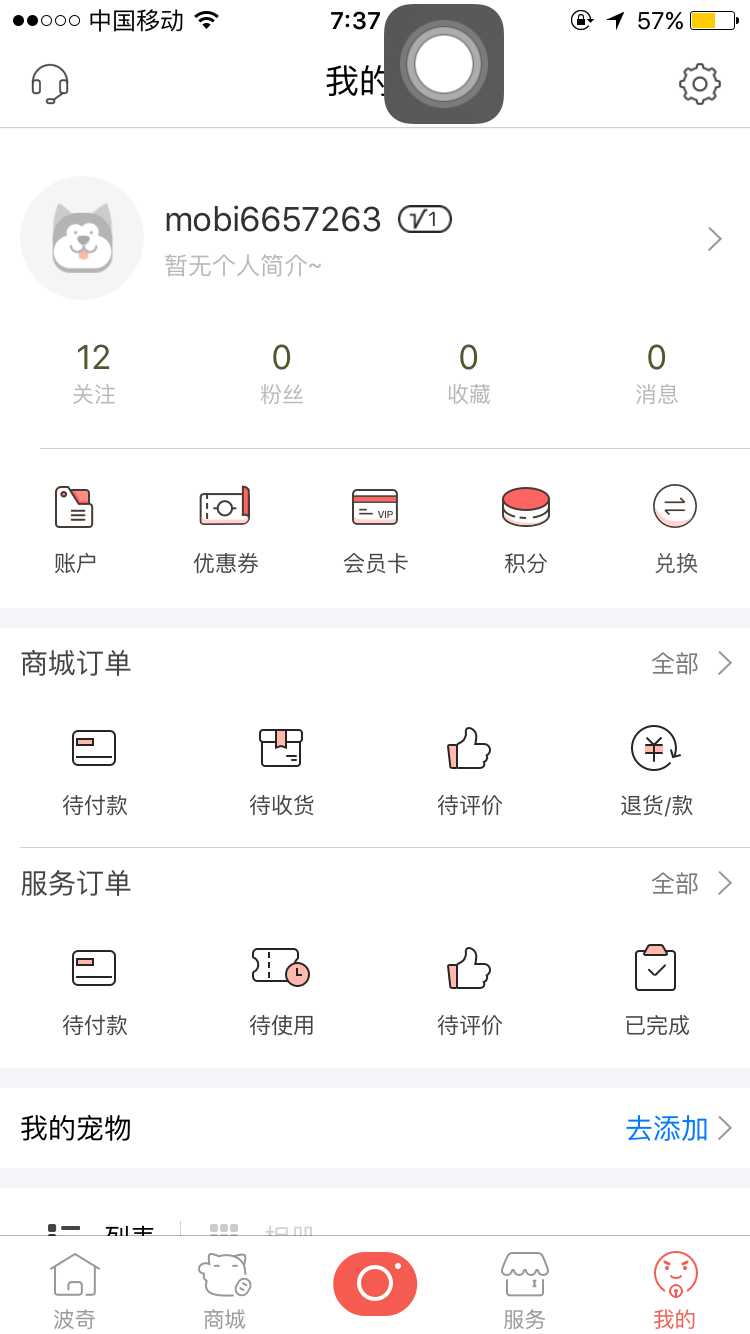 中国移动 7:37 57%
我的
mobi6657263 V1
暂无个人简介~
12 0 0 0
关注 粉丝 收藏 消息
VIP
账户 优惠券 会员卡 积分 兑换
商城订单 全部
待付款 待收货 待评价 退货/款
服务订单 全部
待付款 待使用 待评价 已完成
我的宠物 去添加
列表 相册
波奇 商城 服务 我的